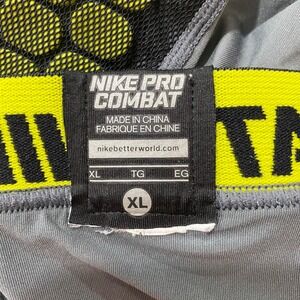 NIKE PRO
COMBAT
MADE IN CHINA
FABRIQUE EN CHINE
nikebetterworld.com
XL TG EG
XL